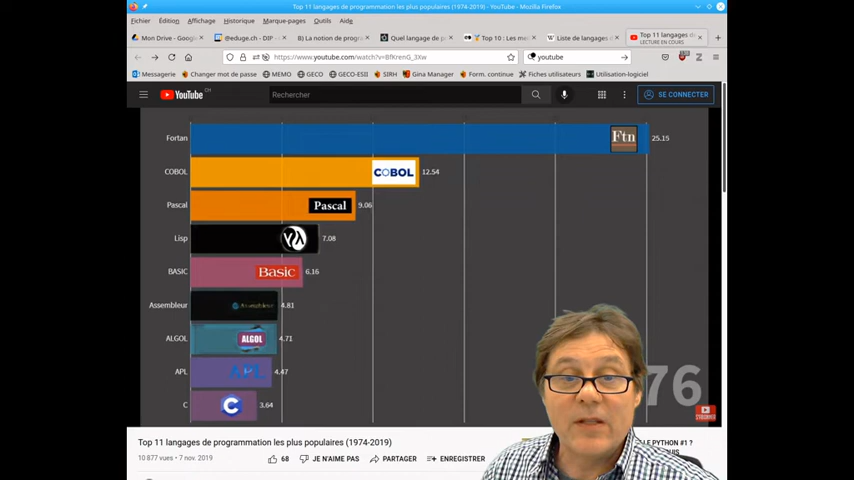 Top 11 langages de programmation les plus populaires (1974-2019) - YouTube - Mozilla Firefox
Fichier Édition Affichage Historique Marque-pages Outils Aide
Mon Drive - Goog @eduge.ch - DIP - B) La notion de progr Quel langage de p Top 10 : Les me Liste de langages d Top 11 langages de
LECTURE EN COURS
https://www.youtube.com/watch?v= youtube
Messagerie Changer mot de passe MEMO GECO GECO-ESII SIRH Gina Manager Form. continue Fiches utilisateurs Utilisation-logiciel
YouTube CH Rechercher SE CONNECTER
Fortan Ftn 25.15
COBOL COBOL 12.54
Pascal Pascal 9.06
Lisp 7.08
BASIC Basic 6.16
Assembleur 4.81
ALGOL ALGOL 4.71
APL APL 4.47
C C 3.64
76
Top 11 langages de programmation les plus populaires (1974-2019)
10 877 vues • 7 nov. 2019 68 JE N'AIME PAS PARTAGER ENREGISTRER
LE PYTHON #1 ?